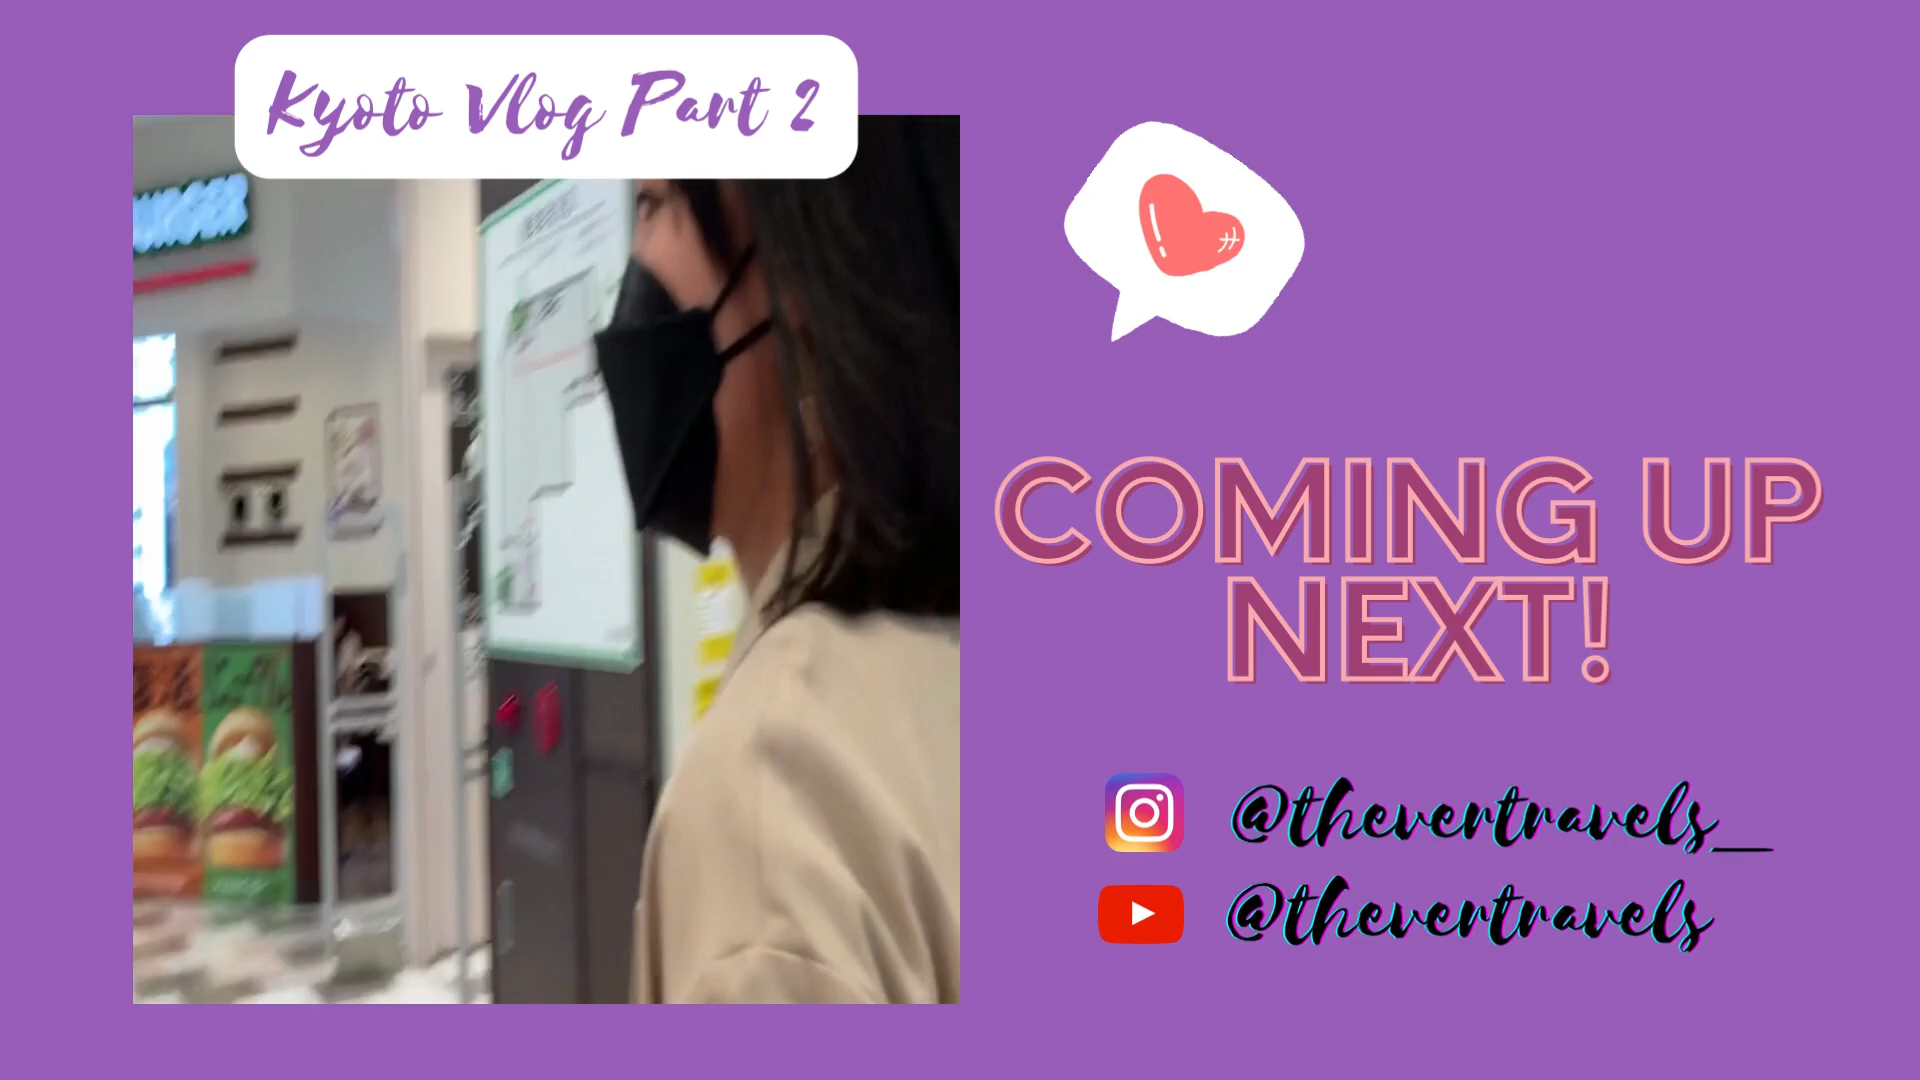 Kyoto Vlog Part 2
COMING UP
NEXT!
@thevertravels_
@thevertravels